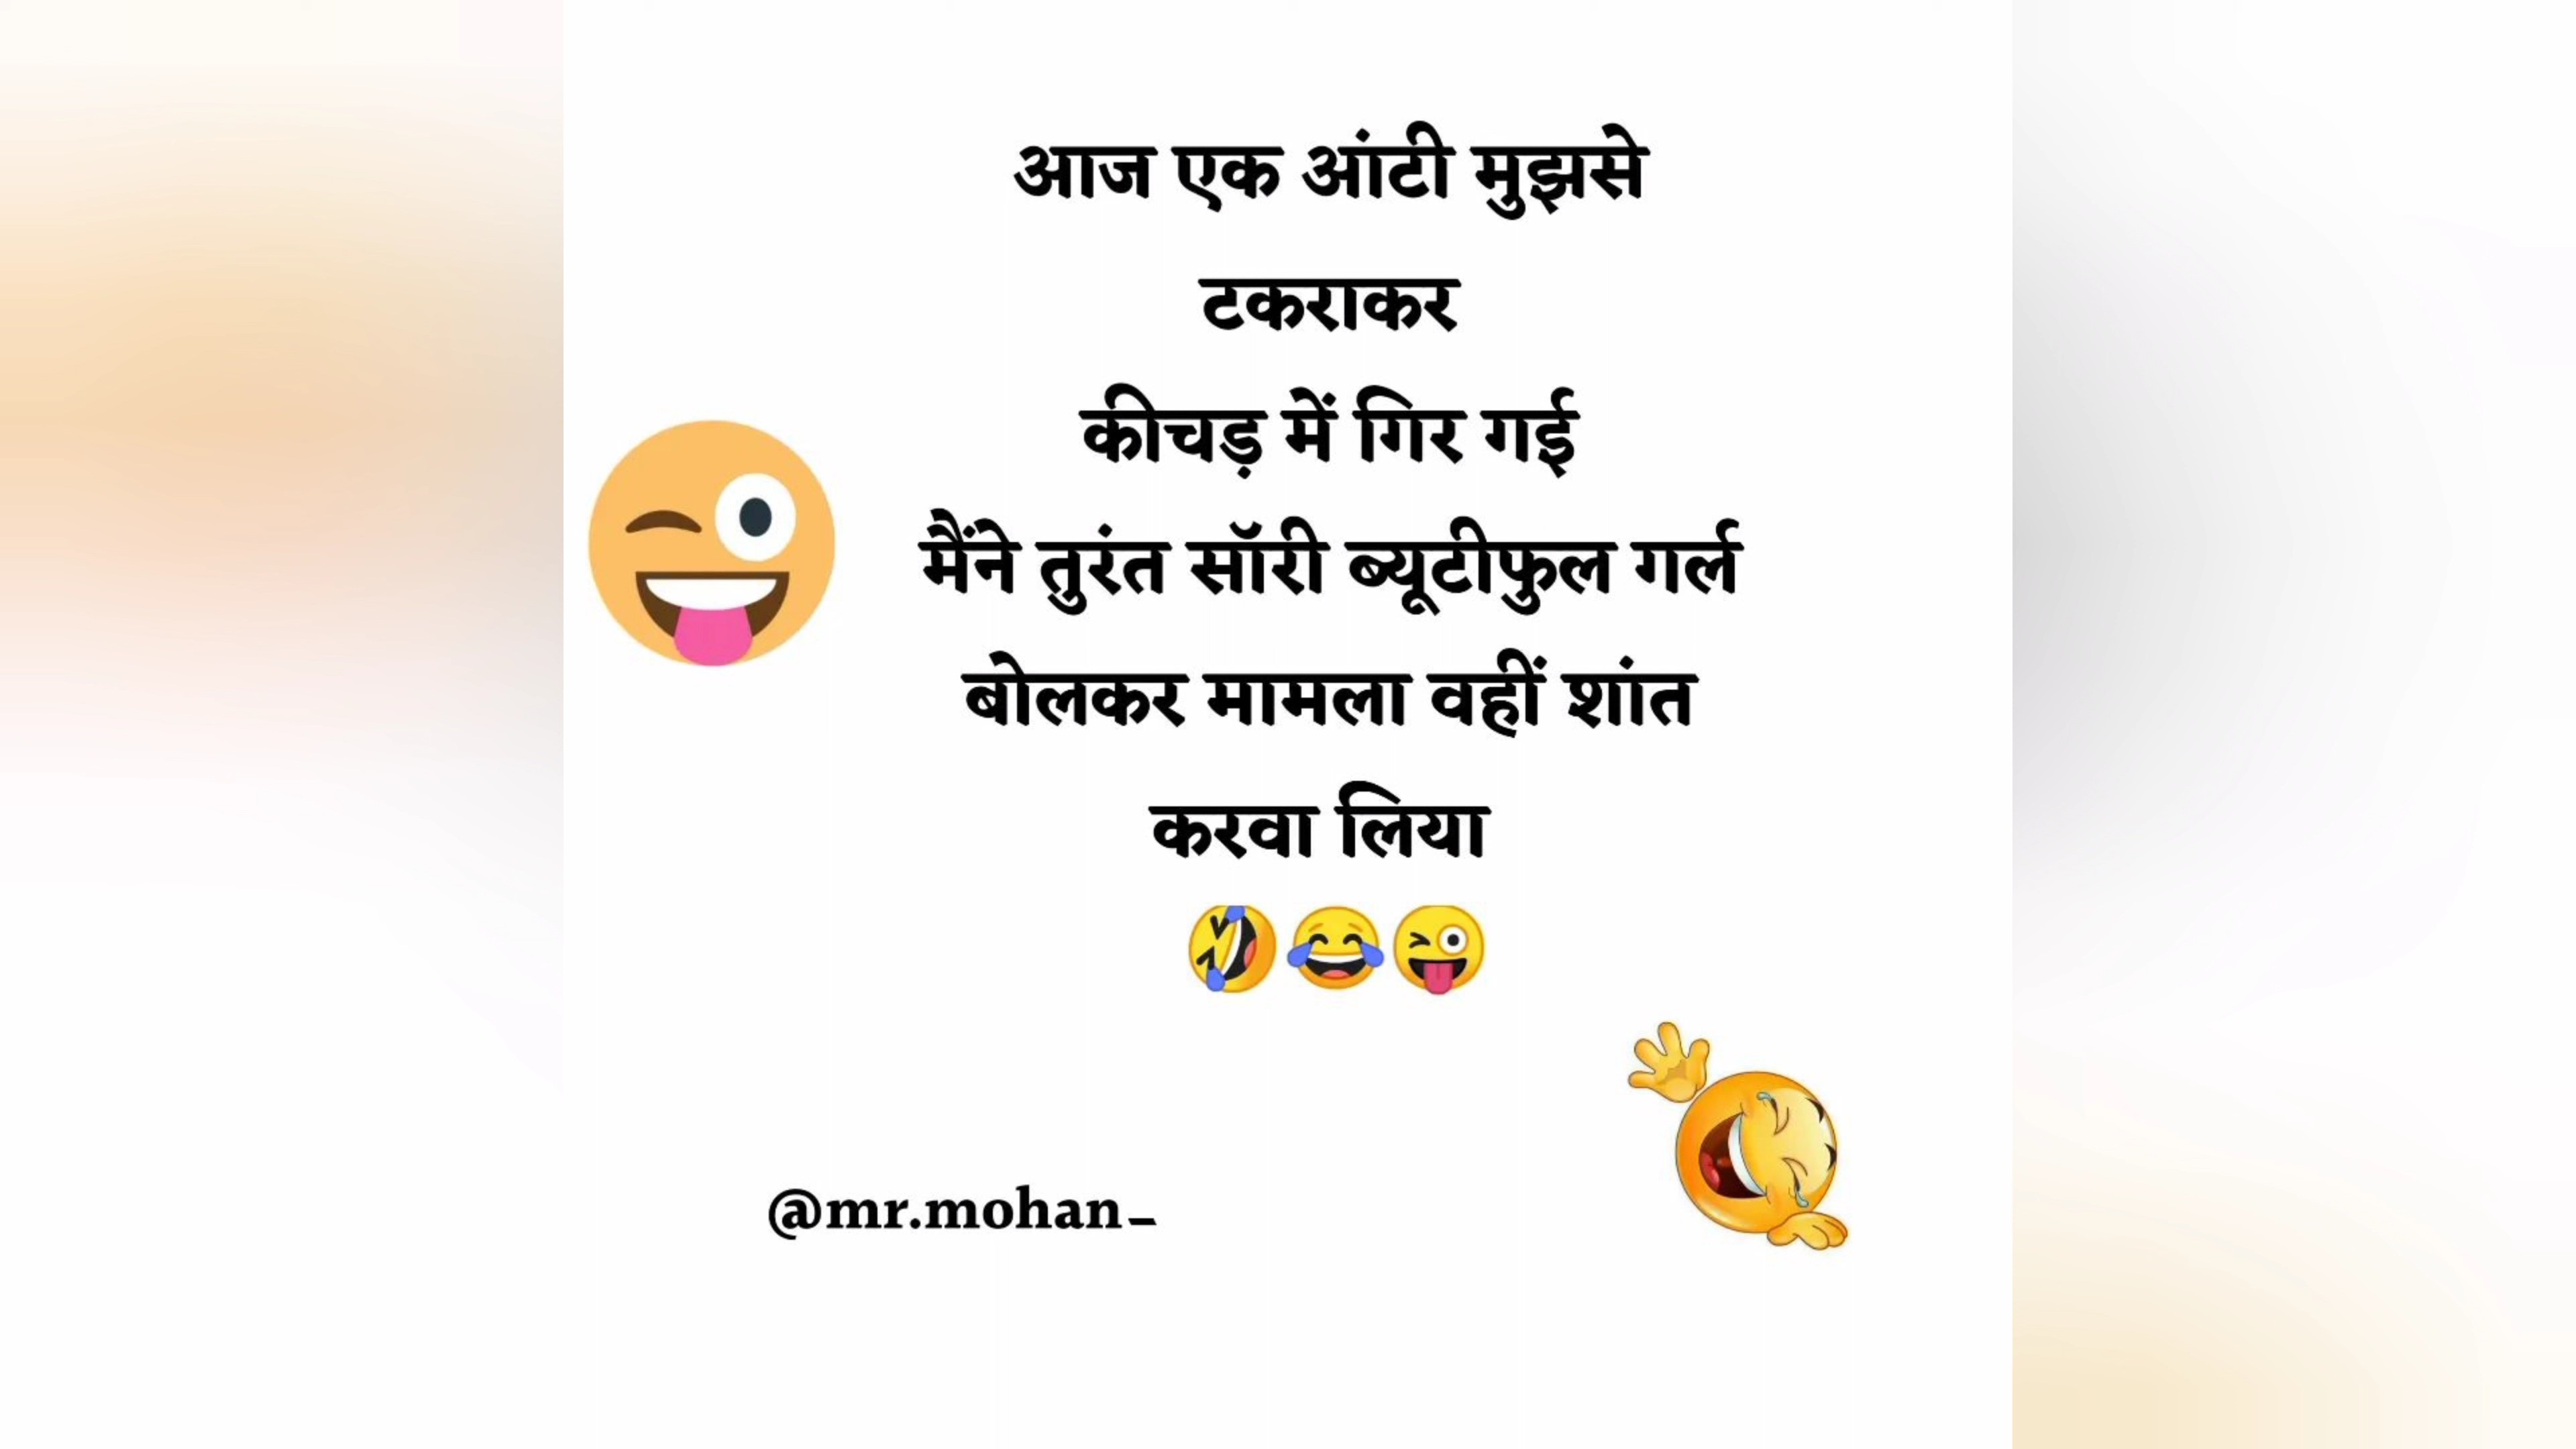 आज एक आंटी मुझसे
टकराकर
कीचड़ में गिर गई
मैंने तुरंत सॉरी ब्यूटीफुल गर्ल
बोलकर मामला वहीं शांत
करवा लिया
🤣😂😜
@mr.mohan_